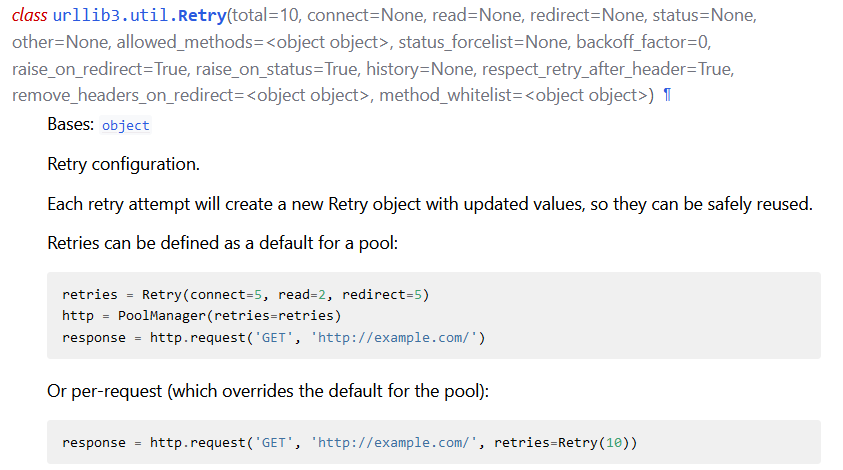 class urllib3.util.Retry(total=10, connect=None, read=None, redirect=None, status=None,
other=None, allowed_methods=<object object>, status_forcelist=None, backoff_factor=0,
raise_on_redirect=True, raise_on_status=True, history=None, respect_retry_after_header=True,
remove_headers_on_redirect=<object object>, method_whitelist=<object object>) ¶
Bases: object
Retry configuration.
Each retry attempt will create a new Retry object with updated values, so they can be safely reused.
Retries can be defined as a default for a pool:
retries = Retry(connect=5, read=2, redirect=5)
http = PoolManager(retries=retries)
response = http.request('GET', 'http://example.com/')
Or per-request (which overrides the default for the pool):
response = http.request('GET', 'http://example.com/', retries=Retry(10))